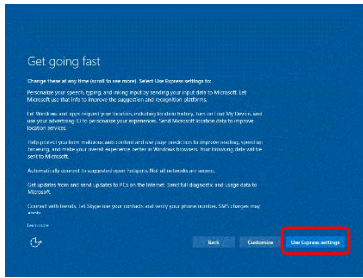 Get going fast
Change these at any time (scroll to see more). Select Use Express settings to:
Personalize your speech, typing, and inking input by sending your input data to Microsoft. Let
Microsoft use that info to improve the suggestion and recognition platforms.
Let Windows and apps request your location, including location history, turn on Find My Device, and
use your advertising ID to personalize your experiences. Send Microsoft location data to improve
location services.
Help protect you from malicious web content and use page prediction to improve reading, speed up
browsing, and make your overall experience better in Windows browsers. Your browsing data will be
sent to Microsoft.
Automatically connect to suggested open hotspots. Not all networks are secure.
Get updates from and send updates to PCs on the Internet. Send full diagnostic and usage data to
Microsoft.
Connect with friends. Let Skype use your contacts and verify your phone number. SMS charges may
apply.
Learn more
Back
Customize
Use Express settings